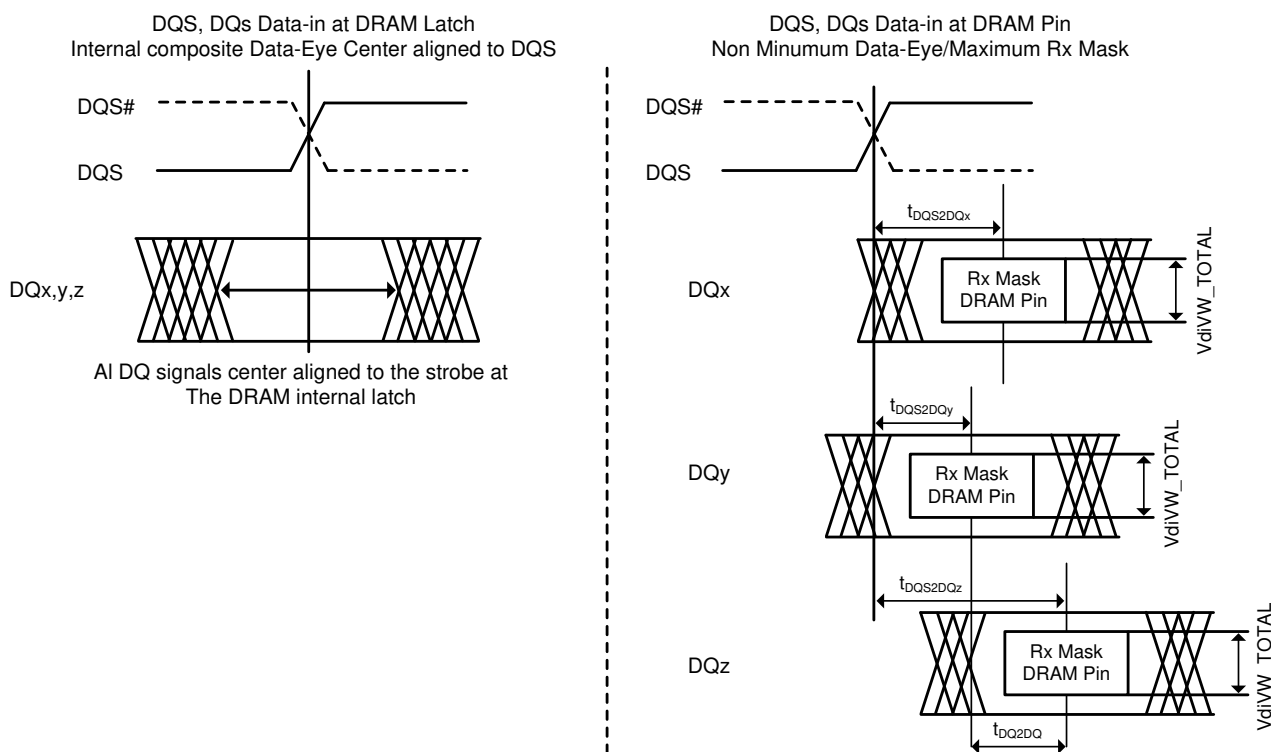 DQS, DQs Data-in at DRAM Latch
Internal composite Data-Eye Center aligned to DQS
DQS#
DQS
DQx,y,z
Al DQ signals center aligned to the strobe at
The DRAM internal latch
DQS, DQs Data-in at DRAM Pin
Non Minumum Data-Eye/Maximum Rx Mask
DQS#
DQS
tDQS2DQx
DQx
Rx Mask
DRAM Pin
VdiVW_TOTAL
tDQS2DQy
DQy
Rx Mask
DRAM Pin
VdiVW_TOTAL
tDQS2DQz
DQz
Rx Mask
DRAM Pin
VdiVW_TOTAL
tDQ2DQ